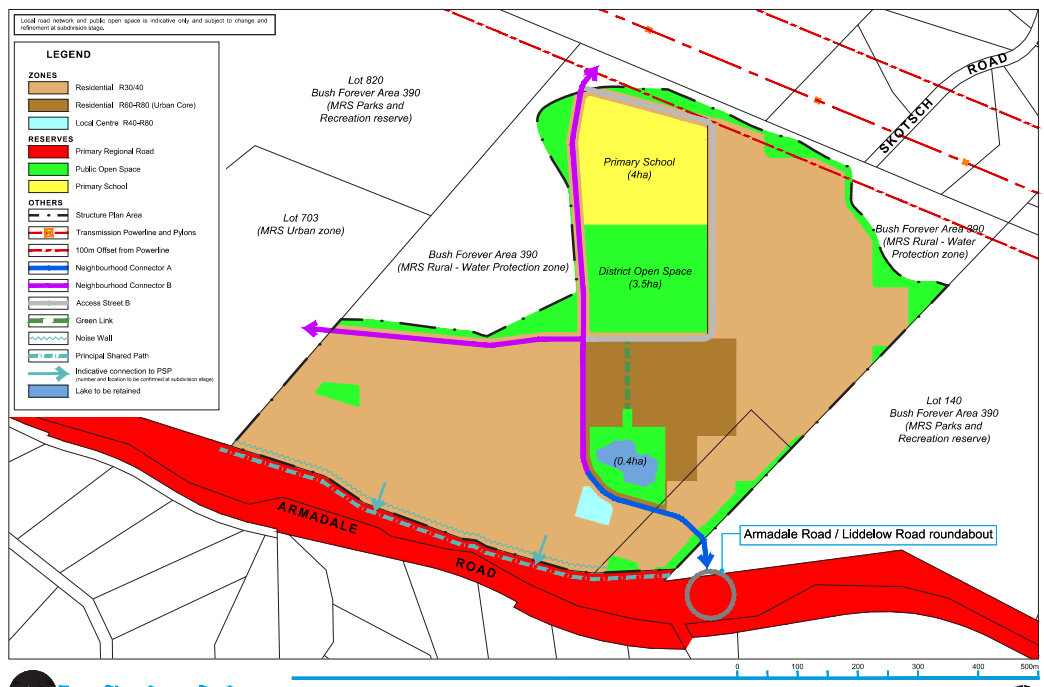 Local road network and public open space is indicative only and subject to change and
refinement at subdivision stage.
LEGEND
ZONES
Residential R30/40
Residential R60-R80 (Urban Core)
Local Centre R40-R80
RESERVES
Primary Regional Road
Public Open Space
Primary School
OTHERS
Structure Plan Area
Transmission Powerline and Pylons
100m Offset from Powerline
Neighbourhood Connector A
Neighbourhood Connector B
Access Street B
Green Link
Noise Wall
Principal Shared Path
Indicative connection to PSP
(number and location to be confirmed at subdivision stage)
Lake to be retained
Lot 820
Bush Forever Area 390
(MRS Parks and
Recreation reserve)
SKOTSCH ROAD
Primary School
(4ha)
Lot 703
(MRS Urban zone)
Bush Forever Area 390
(MRS Rural - Water Protection zone)
Bush Forever Area 390
(MRS Rural - Water
Protection zone)
District Open Space
(3.5ha)
Lot 140
Bush Forever Area 390
(MRS Parks and
Recreation reserve)
(0.4ha)
ARMADALE ROAD
Armadale Road / Liddelow Road roundabout
0 100 200 300 400 500m